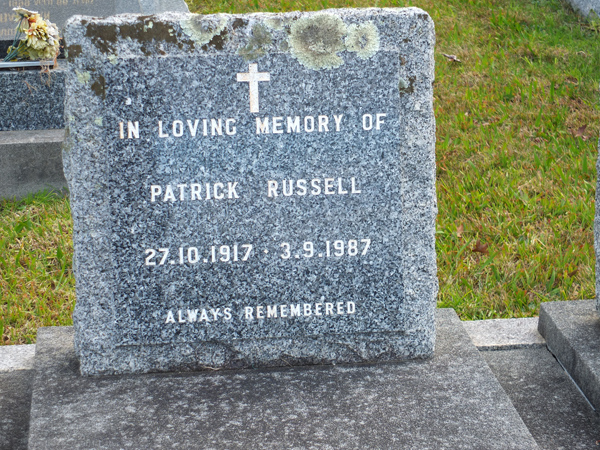 IN LOVING MEMORY OF
PATRICK RUSSELL
27.10.1917 · 3.9.1987
ALWAYS REMEMBERED